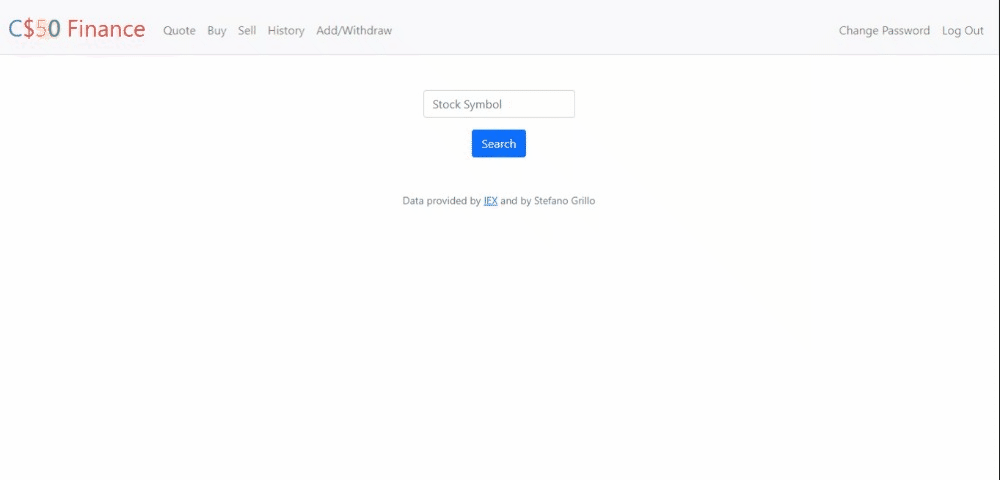 C$50 Finance Quote Buy Sell History Add/Withdraw Change Password Log Out
Stock Symbol
Search
Data provided by IEX and by Stefano Grillo